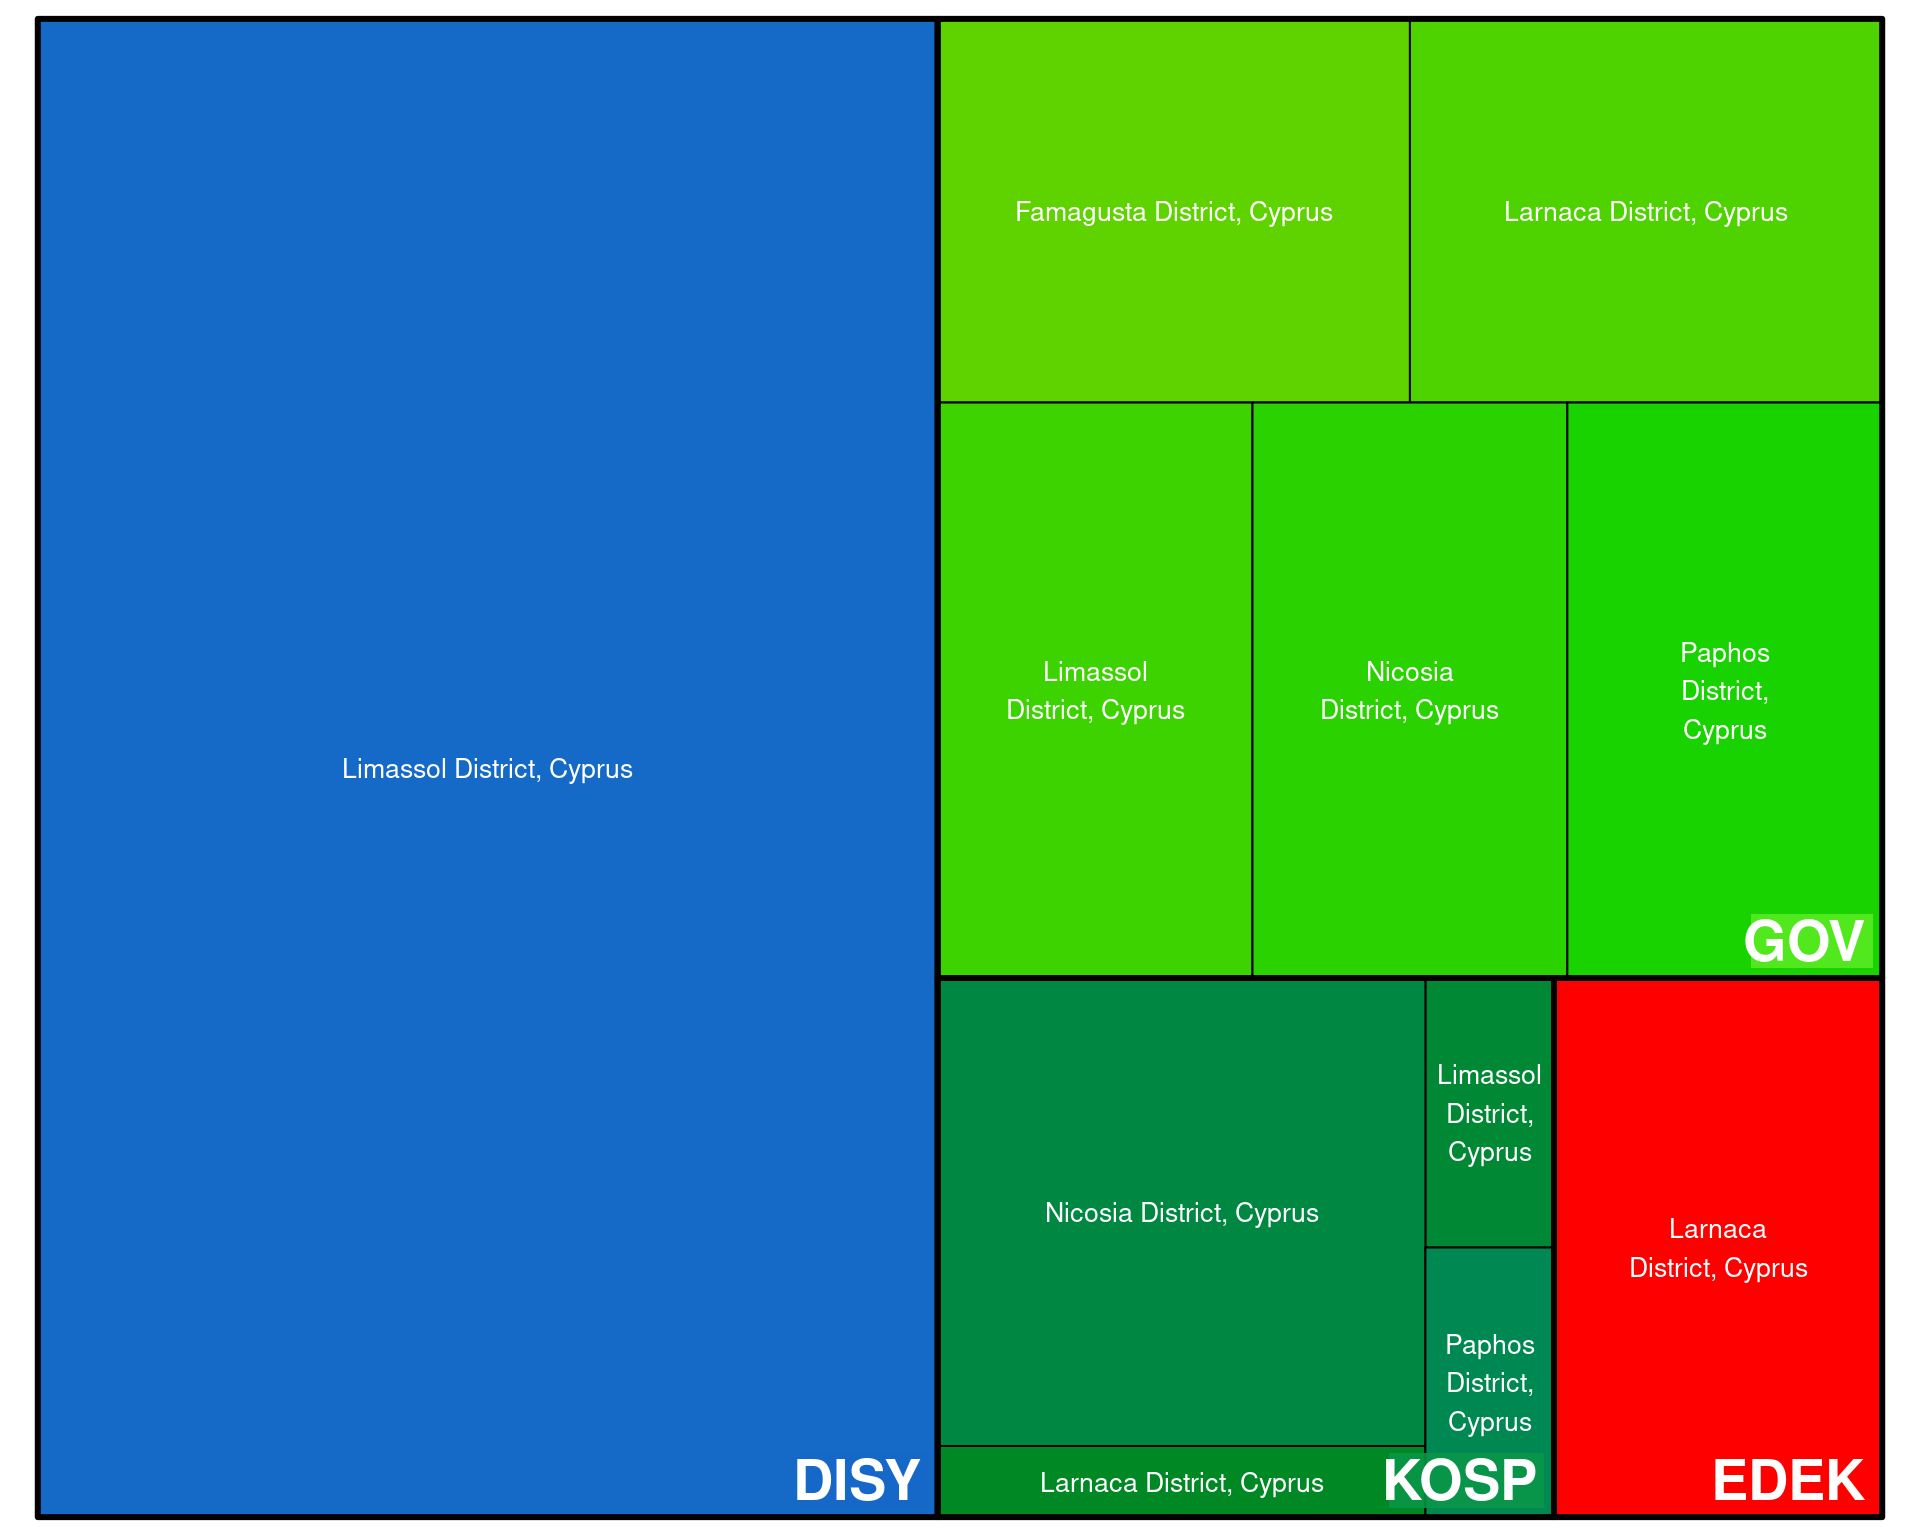 Limassol District, Cyprus
DISY
Famagusta District, Cyprus
Larnaca District, Cyprus
Limassol
District, Cyprus
Nicosia
District, Cyprus
Paphos
District,
Cyprus
GOV
Nicosia District, Cyprus
Limassol
District,
Cyprus
Paphos
District,
Cyprus
Larnaca District, Cyprus
KOSP
Larnaca
District, Cyprus
EDEK